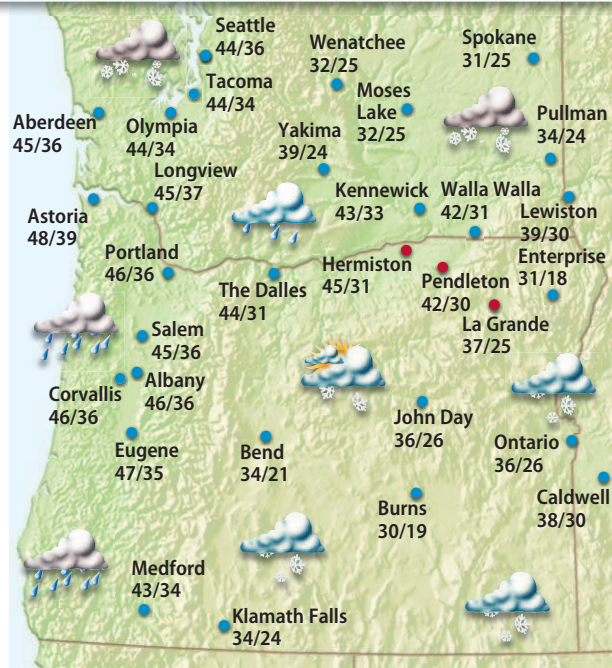 Seattle
44/36
Wenatchee
32/25
Spokane
31/25
Tacoma
44/34
Moses
Lake
32/25
Aberdeen
45/36
Olympia
44/34
Pullman
34/24
Yakima
39/24
Longview
45/37
Kennewick
43/33
Walla Walla
42/31
Lewiston
39/30
Astoria
48/39
Portland
46/36
The Dalles
44/31
Hermiston
45/31
Pendleton
42/30
Enterprise
31/18
La Grande
37/25
Salem
45/36
Corvallis
46/36
Albany
46/36
John Day
36/26
Eugene
47/35
Bend
34/21
Ontario
36/26
Burns
30/19
Caldwell
38/30
Medford
43/34
Klamath Falls
34/24